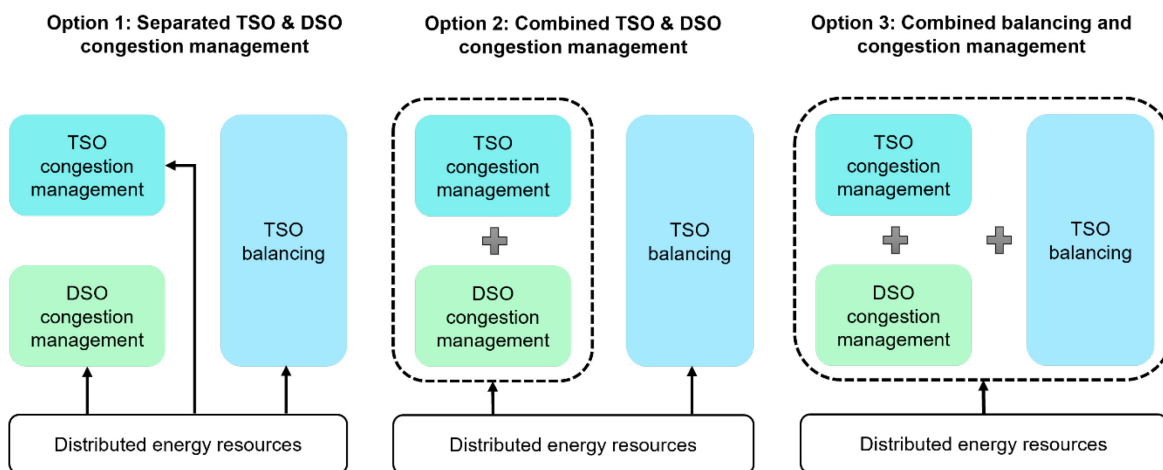 Option 1: Separated TSO & DSO
congestion management
TSO
congestion
management
DSO
congestion
management
TSO
balancing
Distributed energy resources
Option 2: Combined TSO & DSO
congestion management
TSO
congestion
management
DSO
congestion
management
TSO
balancing
Distributed energy resources
Option 3: Combined balancing and
congestion management
TSO
congestion
management
DSO
congestion
management
TSO
balancing
Distributed energy resources